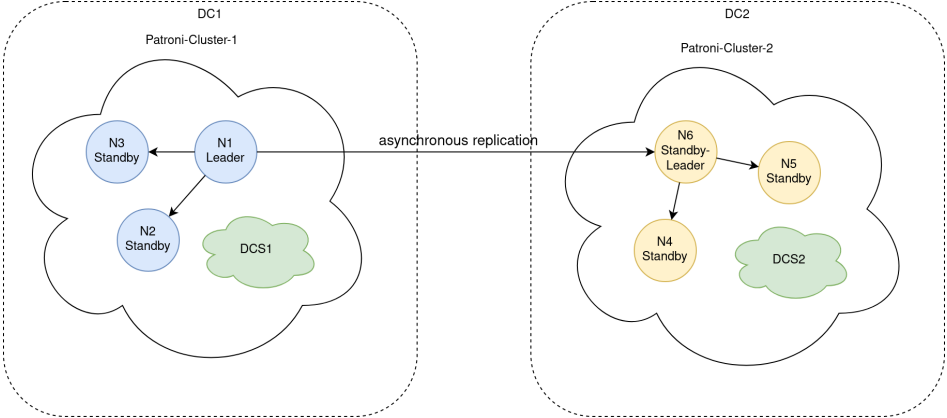 DC1
Patroni-Cluster-1
N3
Standby
N1
Leader
N2
Standby
DCS1
asynchronous replication
DC2
Patroni-Cluster-2
N6
Standby-
Leader
N5
Standby
N4
Standby
DCS2